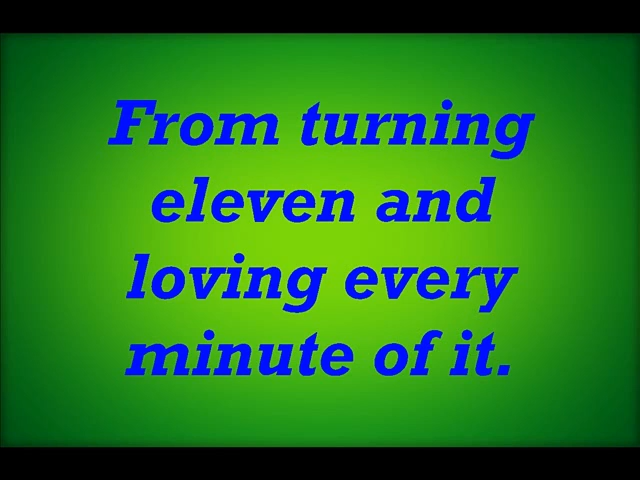 From turning
eleven and
loving every
minute of it.